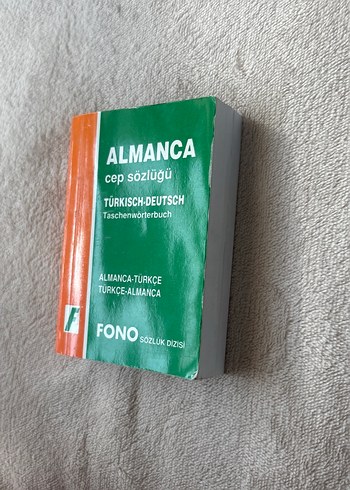 ALMANCA
cep sözlüğü
TÜRKISCH-DEUTSCH
Taschenwörterbuch
ALMANCA-TÜRKÇE
TÜRKÇE-ALMANCA
F
FONO SÖZLÜK DİZİSİ